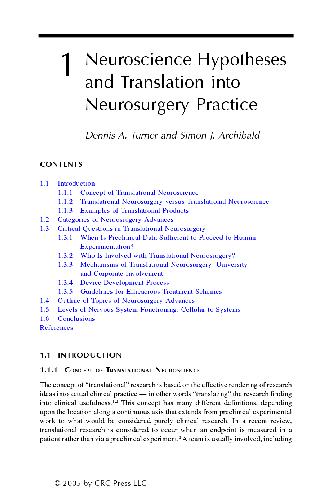 1 Neuroscience Hypotheses
and Translation into
Neurosurgery Practice
Dennis A. Turner and Simon J. Archibald
CONTENTS
1.1 Introduction
1.1.1 Concept of Translational Neuroscience
1.1.2 Translational Neurosurgery versus Translational Neuroscience
1.1.3 Examples of Translational Products
1.2 Categories of Neurosurgery Advances
1.3 Critical Questions in Translational Neurosurgery
1.3.1 When Is Preclinical Data Sufficient to Proceed to Human
Experimentation?
1.3.2 Who Is Involved with Translational Neurosurgery?
1.3.3 Mechanisms of Translational Neurosurgery: University
and Corporate Involvement
1.3.4 Device Development Process
1.3.5 Guidelines for Efficacious Treatment Schemes
1.4 Outline of Topics of Neurosurgery Advances
1.5 Levels of Nervous System Functioning: Cellular to Systems
1.6 Conclusions
References
1.1 INTRODUCTION
1.1.1 CONCEPT OF TRANSLATIONAL NEUROSCIENCE
The concept of "translational" research is based on the effective rendering of research
ideas into actual clinical practice — in other words "translating" the research finding
into clinical usefulness. This concept has many different definitions, depending
upon the location along a continuous axis that extends from preclinical experimental
work to what would be considered purely clinical research. In a recent review,
translational research is considered to occur when an endpoint is measured in a
patient rather than via a preclinical experiment. A team is usually involved, including
© 2005 by CRC Press LLC